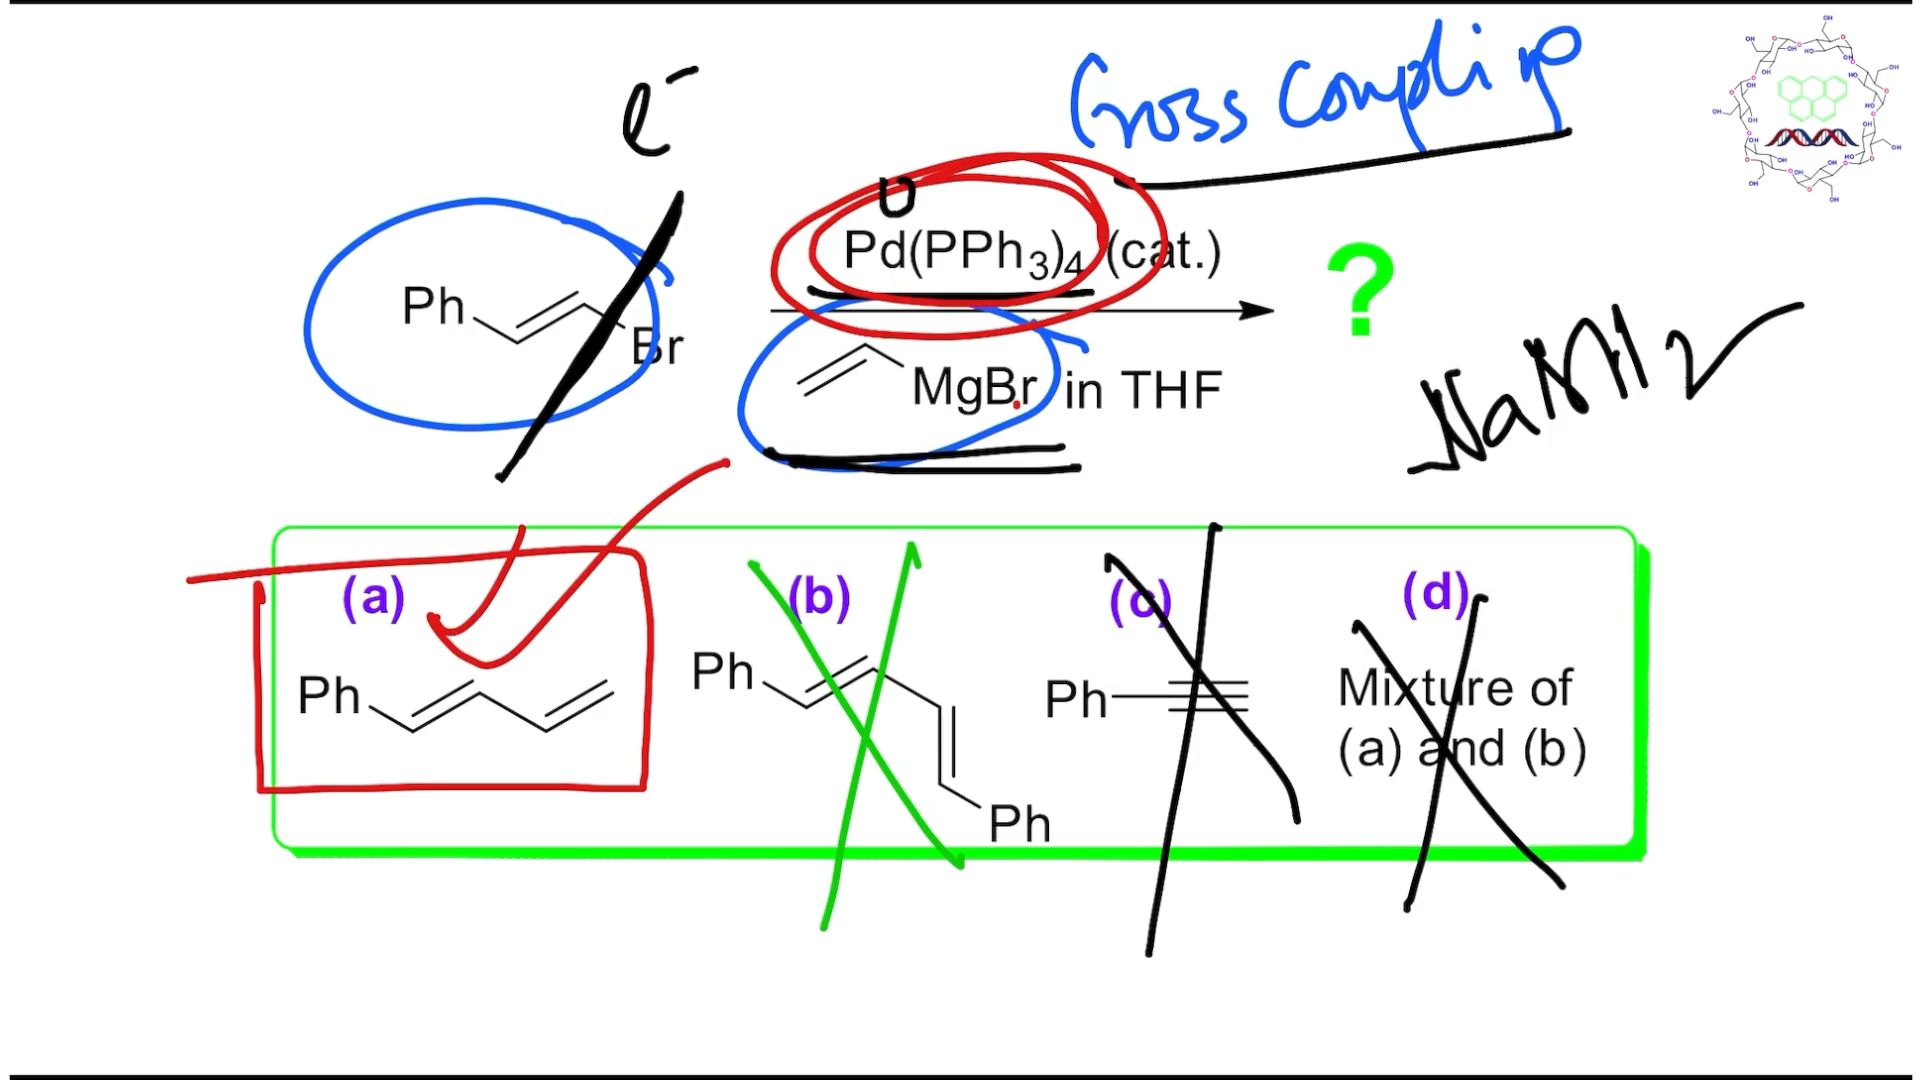 e⁻
Cross Coupling
0
Pd(PPh₃)₄ (cat.)
Ph
Br
?
MgBr in THF
NaNH₂
(a) (b) (c) (d)
Ph
Ph
Ph
Ph
Mixture of
(a) and (b)